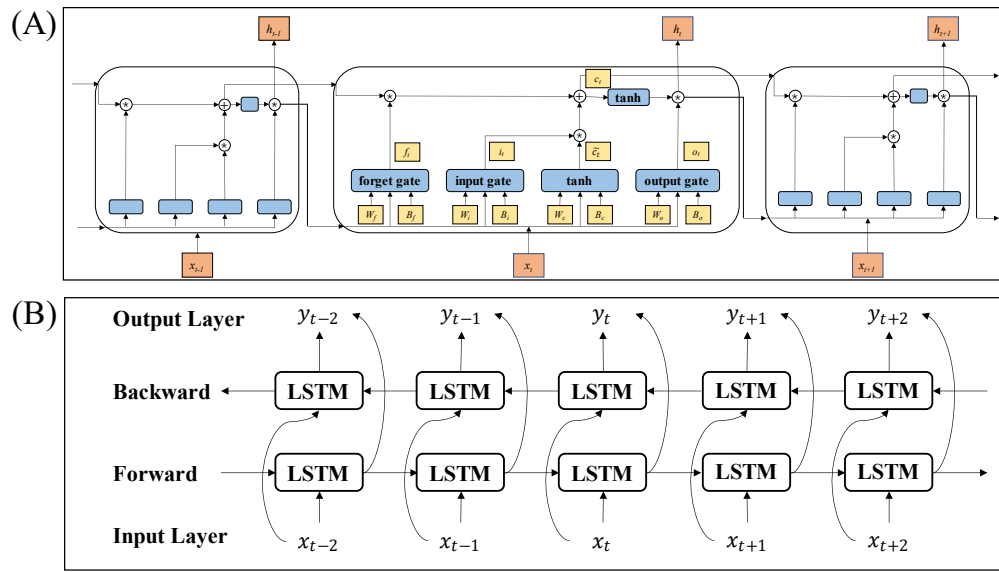 (A)
h_{t-1} h_t h_{t+1}
* + * * + c_t tanh * * + *
* * *
f_t i_t c̃_t o_t
forget gate input gate tanh output gate
W_f B_f W_i B_i W_c B_c W_o B_o
x_{t-1} x_t x_{t+1}
(B)
Output Layer y_{t−2} y_{t−1} y_t y_{t+1} y_{t+2}
Backward LSTM LSTM LSTM LSTM LSTM
Forward LSTM LSTM LSTM LSTM LSTM
Input Layer x_{t−2} x_{t−1} x_t x_{t+1} x_{t+2}